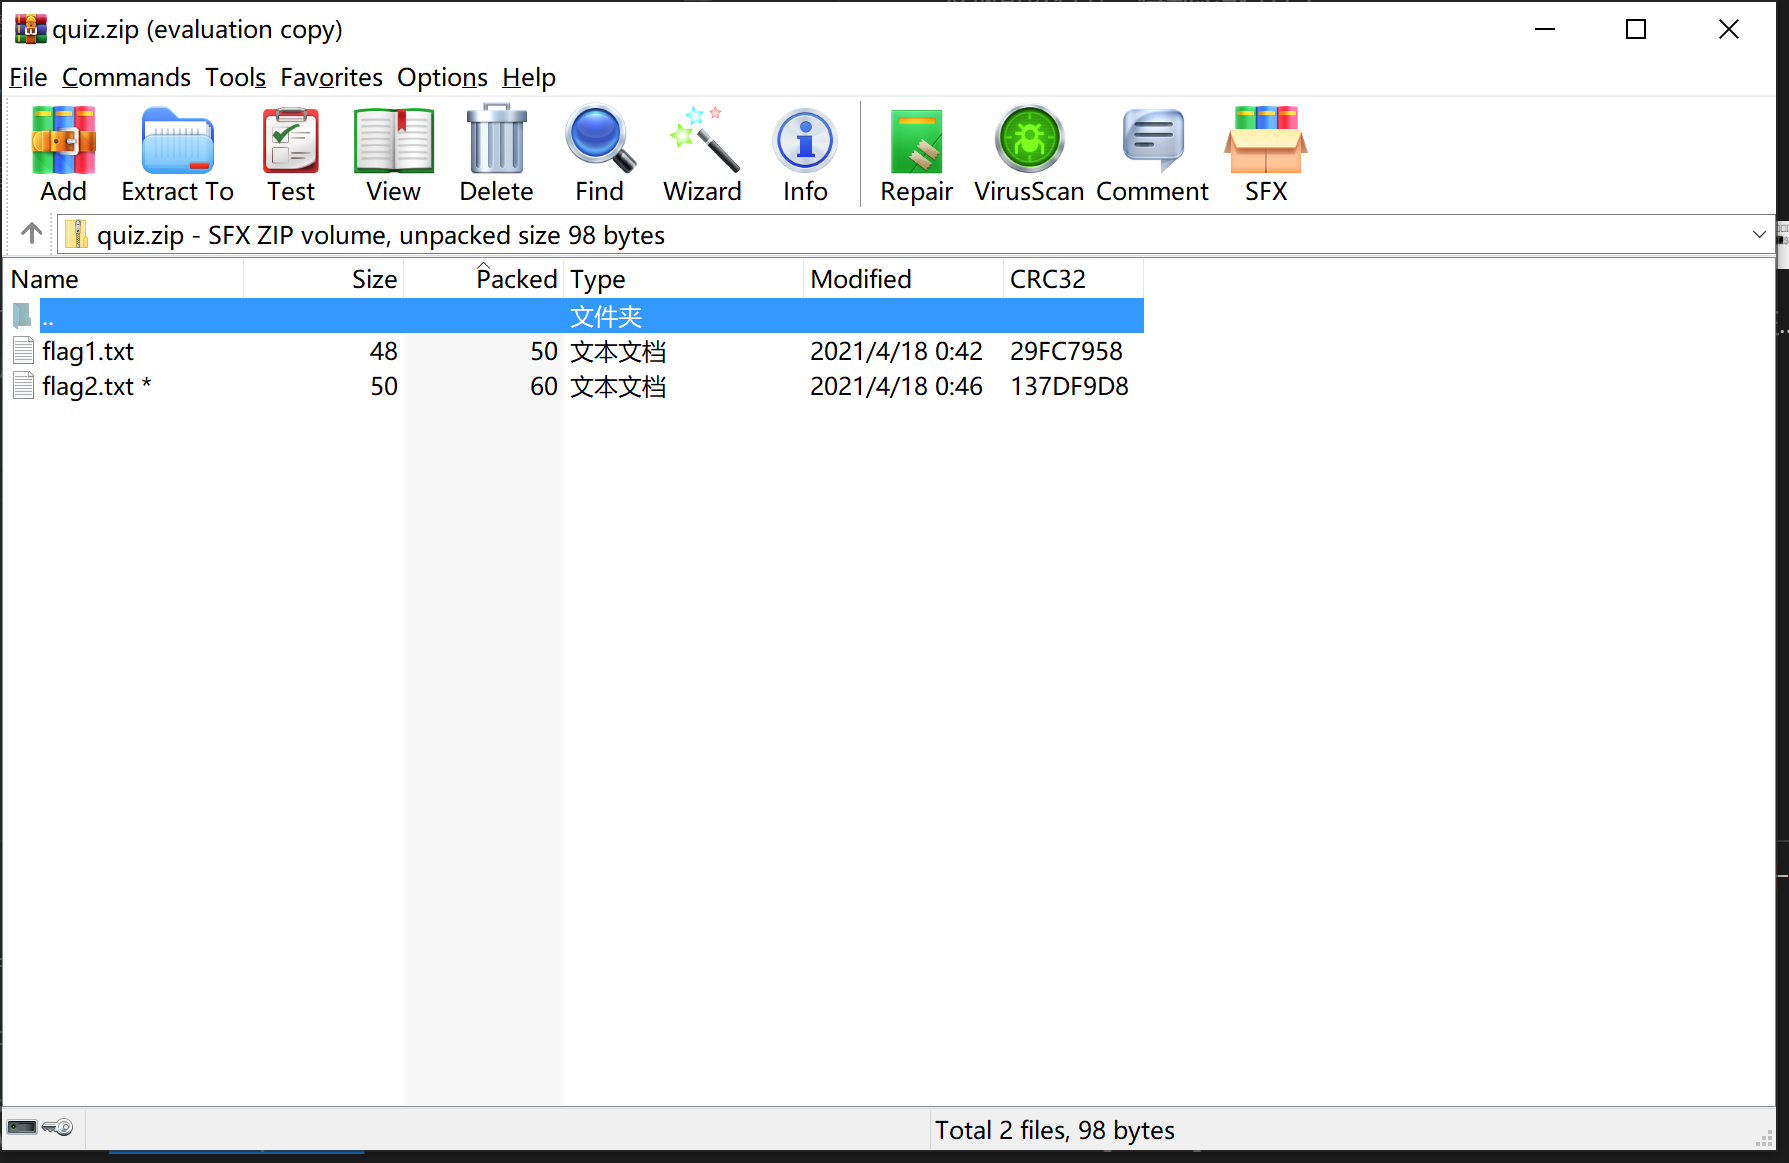 quiz.zip (evaluation copy)
File Commands Tools Favorites Options Help
Add Extract To Test View Delete Find Wizard Info Repair VirusScan Comment SFX
quiz.zip - SFX ZIP volume, unpacked size 98 bytes
Name Size Packed Type Modified CRC32
.. 文件夹
flag1.txt 48 50 文本文档 2021/4/18 0:42 29FC7958
flag2.txt * 50 60 文本文档 2021/4/18 0:46 137DF9D8
Total 2 files, 98 bytes